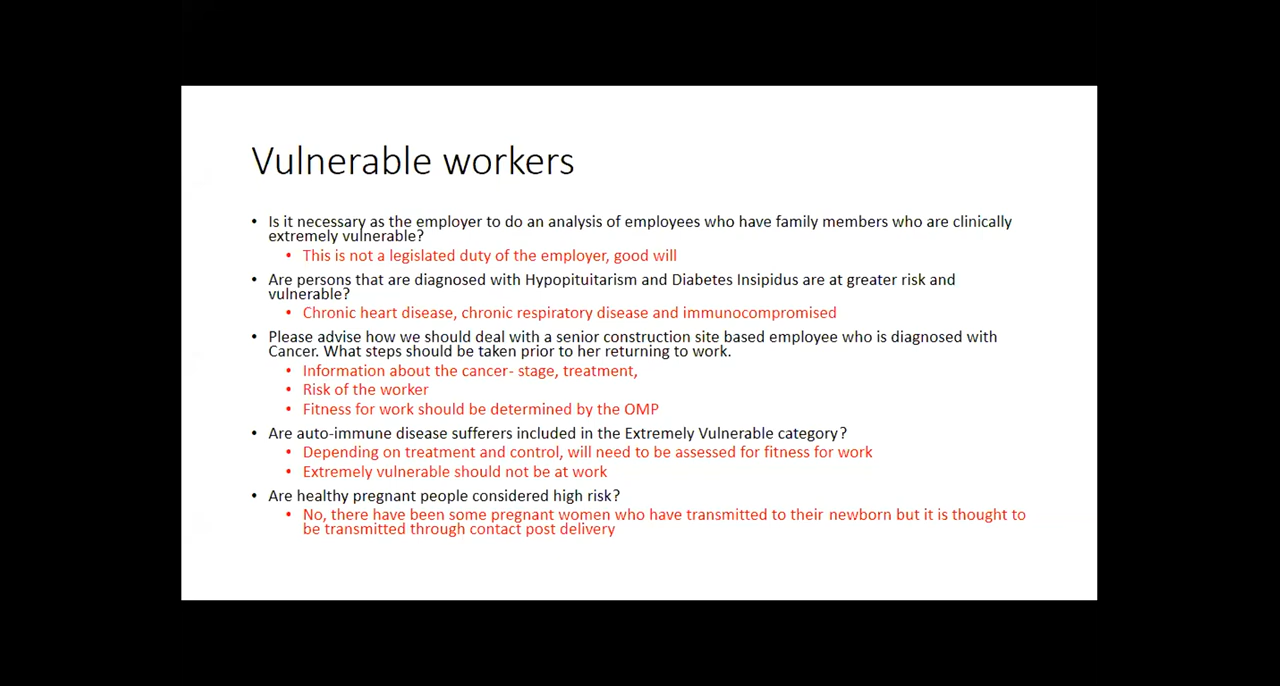 Vulnerable workers
• Is it necessary as the employer to do an analysis of employees who have family members who are clinically
extremely vulnerable?
• This is not a legislated duty of the employer, good will
• Are persons that are diagnosed with Hypopituitarism and Diabetes Insipidus are at greater risk and
vulnerable?
• Chronic heart disease, chronic respiratory disease and immunocompromised
• Please advise how we should deal with a senior construction site based employee who is diagnosed with
Cancer. What steps should be taken prior to her returning to work.
• Information about the cancer- stage, treatment,
• Risk of the worker
• Fitness for work should be determined by the OMP
• Are auto-immune disease sufferers included in the Extremely Vulnerable category?
• Depending on treatment and control, will need to be assessed for fitness for work
• Extremely vulnerable should not be at work
• Are healthy pregnant people considered high risk?
• No, there have been some pregnant women who have transmitted to their newborn but it is thought to
be transmitted through contact post delivery